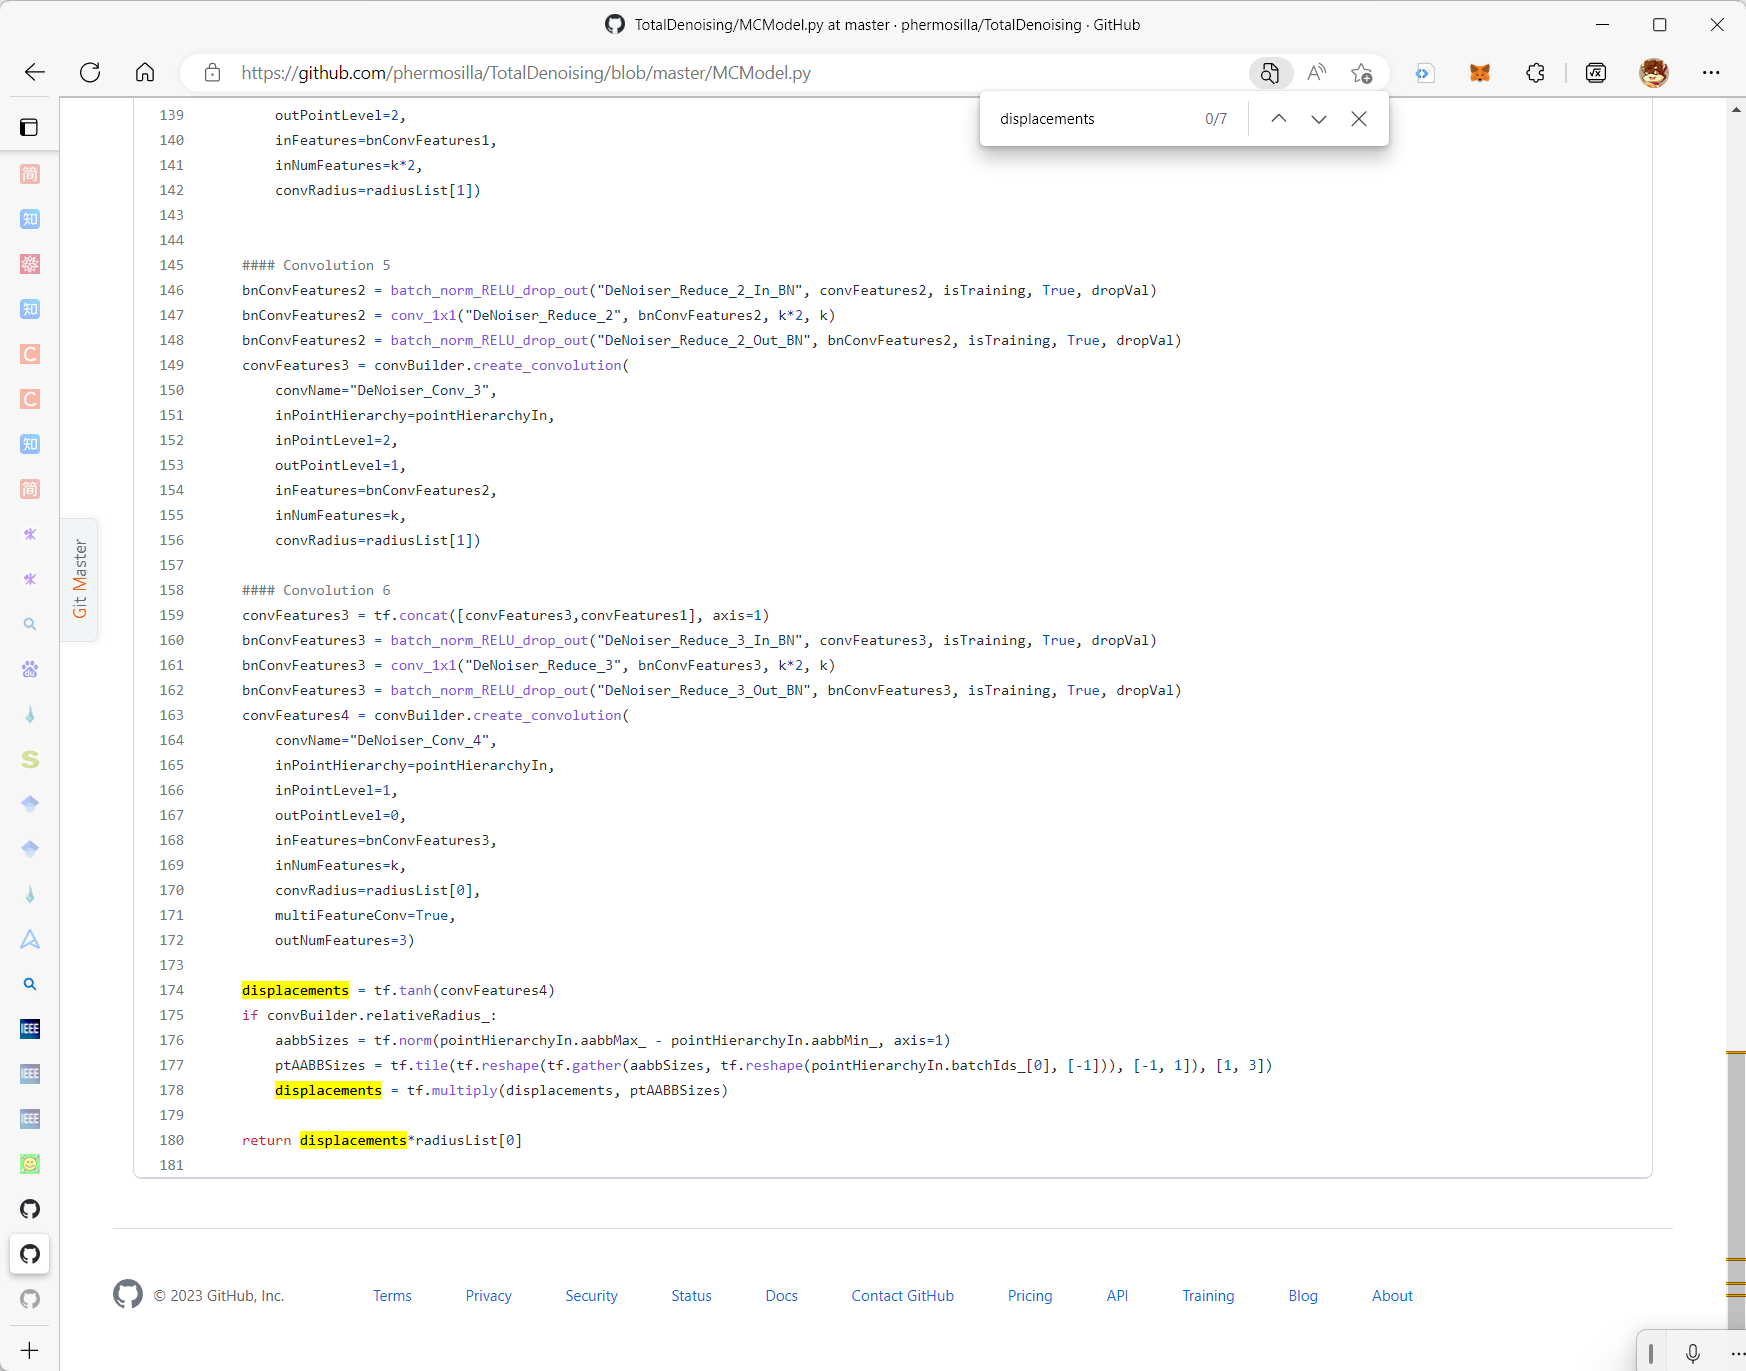 TotalDenoising/MCModel.py at master · phermosilla/TotalDenoising · GitHub
https://github.com/phermosilla/TotalDenoising/blob/master/MCModel.py
displacements 0/7
139 outPointLevel=2,
140 inFeatures=bnConvFeatures1,
141 inNumFeatures=k*2,
142 convRadius=radiusList[1])
143
144
145 #### Convolution 5
146 bnConvFeatures2 = batch_norm_RELU_drop_out("DeNoiser_Reduce_2_In_BN", convFeatures2, isTraining, True, dropVal)
147 bnConvFeatures2 = conv_1x1("DeNoiser_Reduce_2", bnConvFeatures2, k*2, k)
148 bnConvFeatures2 = batch_norm_RELU_drop_out("DeNoiser_Reduce_2_Out_BN", bnConvFeatures2, isTraining, True, dropVal)
149 convFeatures3 = convBuilder.create_convolution(
150 convName="DeNoiser_Conv_3",
151 inPointHierarchy=pointHierarchyIn,
152 inPointLevel=2,
153 outPointLevel=1,
154 inFeatures=bnConvFeatures2,
155 inNumFeatures=k,
156 convRadius=radiusList[1])
157
158 #### Convolution 6
159 convFeatures3 = tf.concat([convFeatures3,convFeatures1], axis=1)
160 bnConvFeatures3 = batch_norm_RELU_drop_out("DeNoiser_Reduce_3_In_BN", convFeatures3, isTraining, True, dropVal)
161 bnConvFeatures3 = conv_1x1("DeNoiser_Reduce_3", bnConvFeatures3, k*2, k)
162 bnConvFeatures3 = batch_norm_RELU_drop_out("DeNoiser_Reduce_3_Out_BN", bnConvFeatures3, isTraining, True, dropVal)
163 convFeatures4 = convBuilder.create_convolution(
164 convName="DeNoiser_Conv_4",
165 inPointHierarchy=pointHierarchyIn,
166 inPointLevel=1,
167 outPointLevel=0,
168 inFeatures=bnConvFeatures3,
169 inNumFeatures=k,
170 convRadius=radiusList[0],
171 multiFeatureConv=True,
172 outNumFeatures=3)
173
174 displacements = tf.tanh(convFeatures4)
175 if convBuilder.relativeRadius_:
176 aabbSizes = tf.norm(pointHierarchyIn.aabbMax_ - pointHierarchyIn.aabbMin_, axis=1)
177 ptAABBSizes = tf.tile(tf.reshape(tf.gather(aabbSizes, tf.reshape(pointHierarchyIn.batchIds_[0], [-1])), [-1, 1]), [1, 3])
178 displacements = tf.multiply(displacements, ptAABBSizes)
179
180 return displacements*radiusList[0]
181
Git Master
简
知
知
C
C
知
简
du
S
IEEE
IEEE
IEEE
© 2023 GitHub, Inc. Terms Privacy Security Status Docs Contact GitHub Pricing API Training Blog About